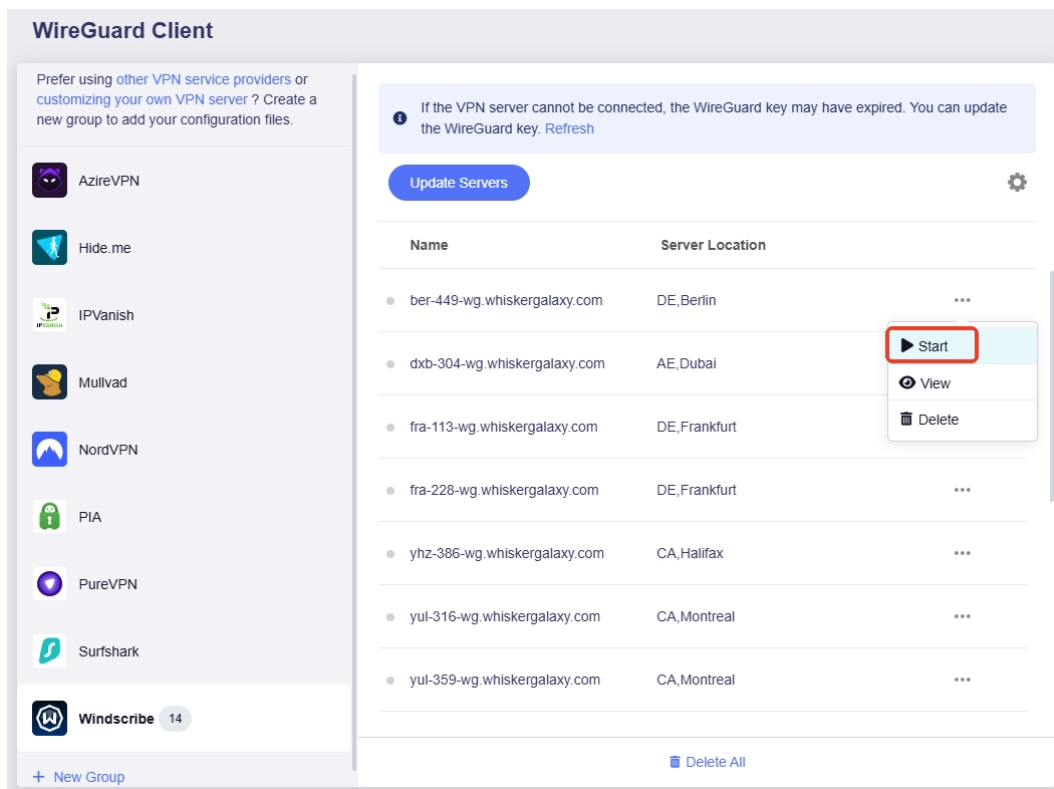 WireGuard Client
Prefer using other VPN service providers or
customizing your own VPN server ? Create a
new group to add your configuration files.
AzireVPN
Hide.me
IPVANISH
IPVanish
Mullvad
NordVPN
PIA
PureVPN
Surfshark
Windscribe 14
+ New Group
If the VPN server cannot be connected, the WireGuard key may have expired. You can update
the WireGuard key. Refresh
Update Servers
Name Server Location
ber-449-wg.whiskergalaxy.com DE,Berlin
Start
View
Delete
dxb-304-wg.whiskergalaxy.com AE,Dubai
fra-113-wg.whiskergalaxy.com DE,Frankfurt
fra-228-wg.whiskergalaxy.com DE,Frankfurt
yhz-386-wg.whiskergalaxy.com CA,Halifax
yul-316-wg.whiskergalaxy.com CA,Montreal
yul-359-wg.whiskergalaxy.com CA,Montreal
Delete All